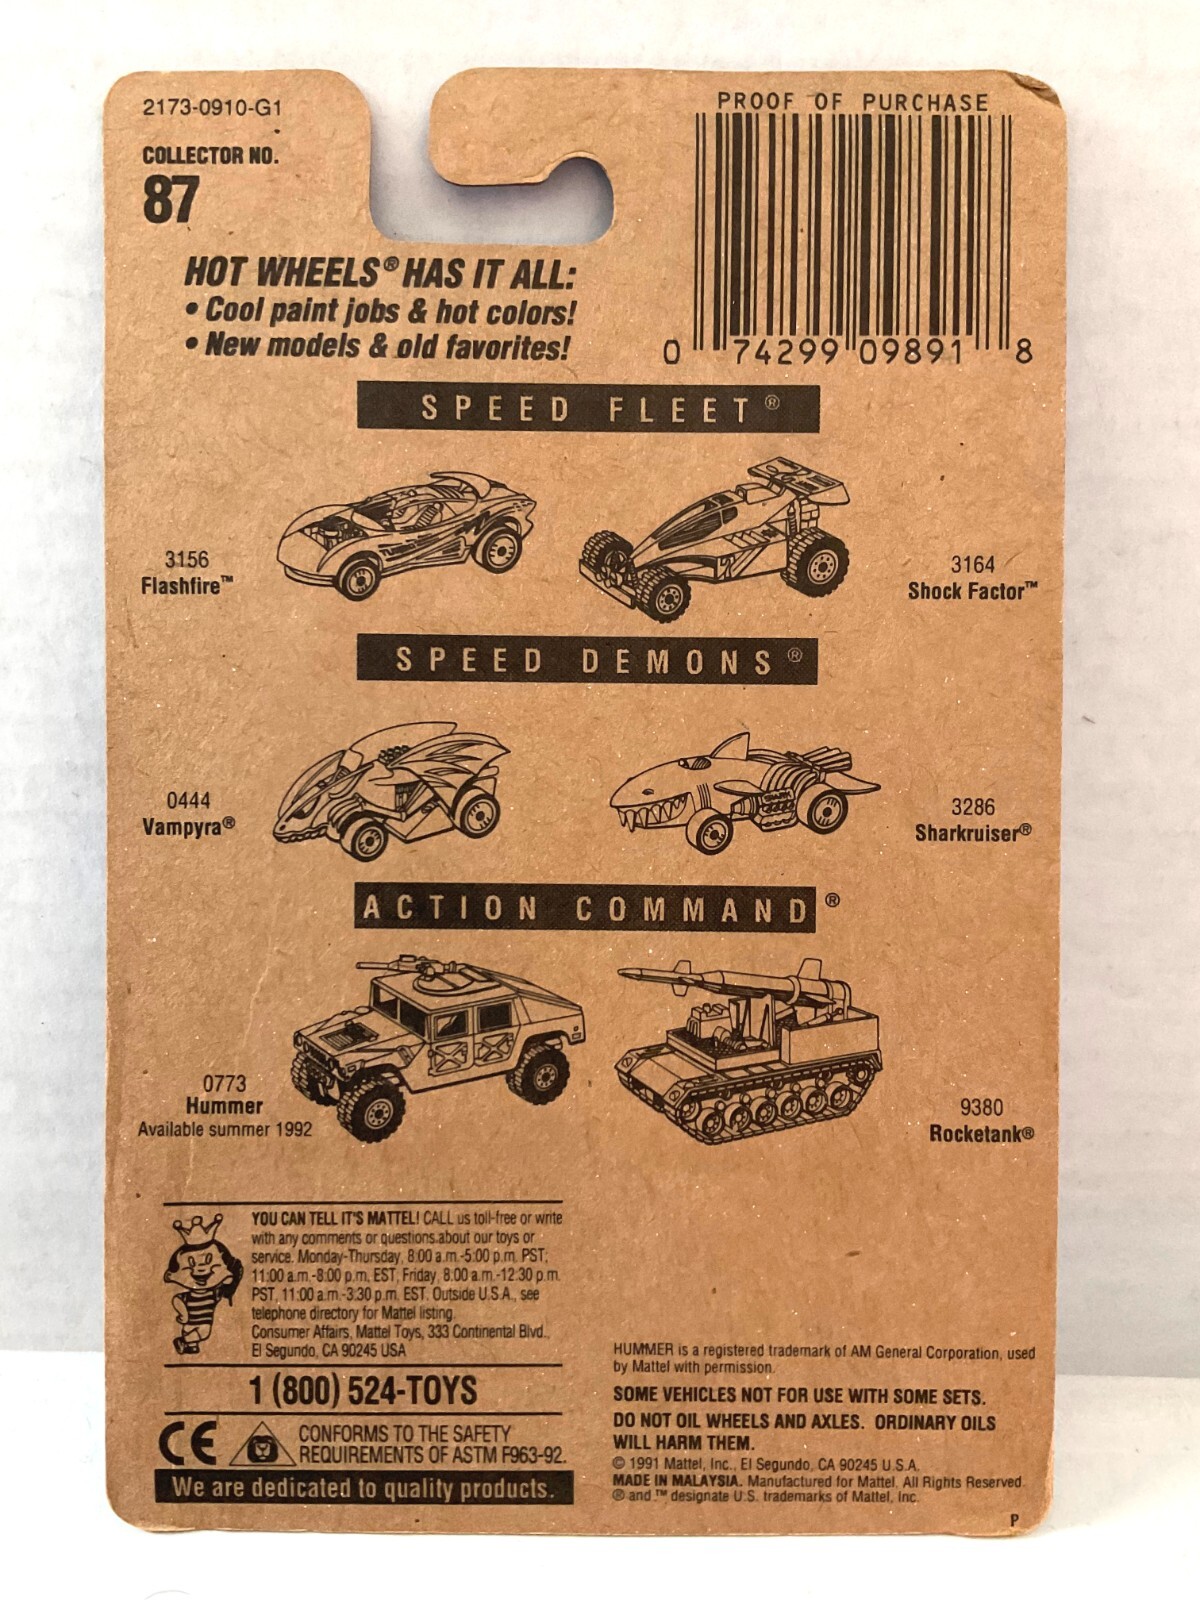 2173-0910-G1
COLLECTOR NO.
87
PROOF OF PURCHASE
0 74299 09891 8
HOT WHEELS® HAS IT ALL:
• Cool paint jobs & hot colors!
• New models & old favorites!
SPEED FLEET®
3156
Flashfire™
3164
Shock Factor™
SPEED DEMONS®
0444
Vampyra®
3286
Sharkruiser®
ACTION COMMAND®
0773
Hummer
Available summer 1992
9380
Rocketank®
YOU CAN TELL IT'S MATTEL! CALL us toll-free or write
with any comments or questions about our toys or
service. Monday-Thursday, 8:00 a.m.-5:00 p.m. PST;
11:00 a.m.-8:00 p.m. EST, Friday, 8:00 a.m.-12:30 p.m.
PST, 11:00 a.m.-3:30 p.m. EST. Outside U.S.A., see
telephone directory for Mattel listing.
Consumer Affairs, Mattel Toys, 333 Continental Blvd.,
El Segundo, CA 90245 USA
1 (800) 524-TOYS
CE
CONFORMS TO THE SAFETY
REQUIREMENTS OF ASTM F963-92.
We are dedicated to quality products.
HUMMER is a registered trademark of AM General Corporation, used
by Mattel with permission.
SOME VEHICLES NOT FOR USE WITH SOME SETS.
DO NOT OIL WHEELS AND AXLES. ORDINARY OILS
WILL HARM THEM.
© 1991 Mattel, Inc., El Segundo, CA 90245 U.S.A.
MADE IN MALAYSIA. Manufactured for Mattel. All Rights Reserved.
® and ™ designate U.S. trademarks of Mattel, Inc.
P